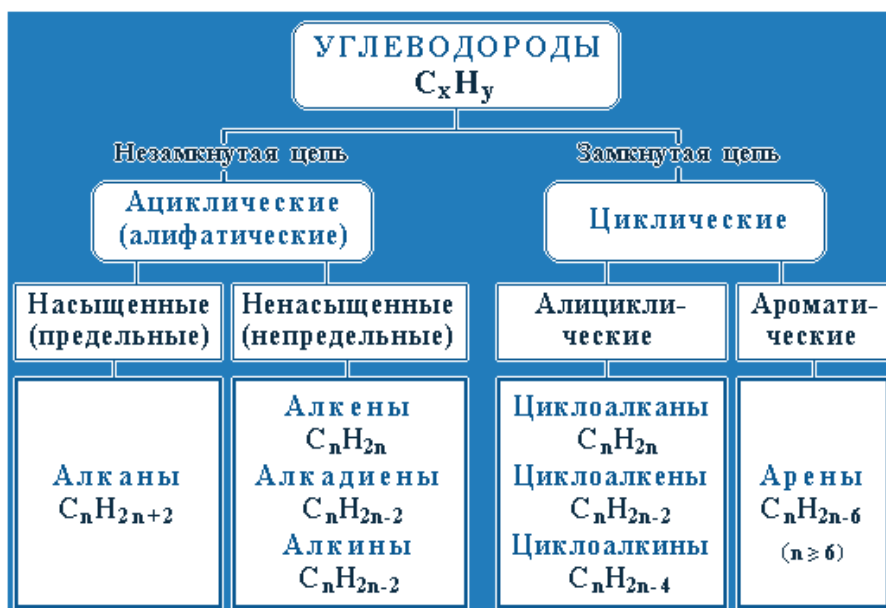 УГЛЕВОДОРОДЫ
CₓHᵧ
Незамкнутая цепь
Замкнутая цепь
Ациклические
(алифатические)
Циклические
Насыщенные
(предельные)
Ненасыщенные
(непредельные)
Алицикли-
ческие
Аромати-
ческие
Алканы
CₙH₂ₙ₊₂
Алкены
CₙH₂ₙ
Алкадиены
CₙH₂ₙ₋₂
Алкины
CₙH₂ₙ₋₂
Циклоалканы
CₙH₂ₙ
Циклоалкены
CₙH₂ₙ₋₂
Циклоалкины
CₙH₂ₙ₋₄
Арены
CₙH₂ₙ₋₆
(n ⩾ 6)